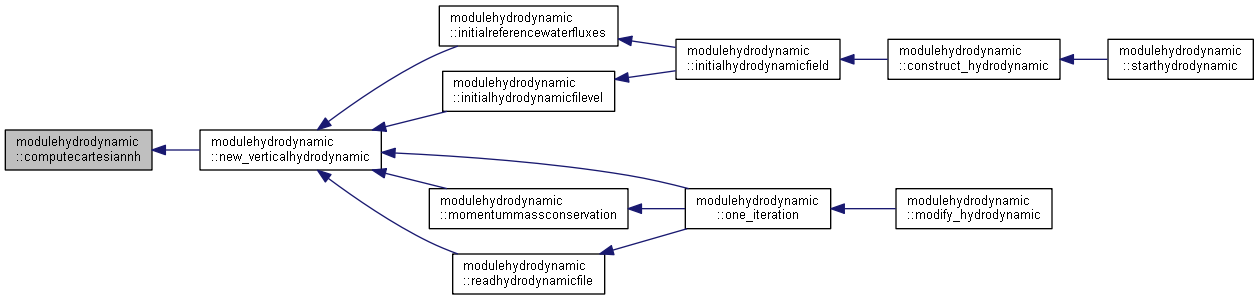 modulehydrodynamic
::computecartesiannh
modulehydrodynamic
::new_verticalhydrodynamic
modulehydrodynamic
::initialreferencewaterfluxes
modulehydrodynamic
::initialhydrodynamicfilevel
modulehydrodynamic
::momentummassconservation
modulehydrodynamic
::readhydrodynamicfile
modulehydrodynamic
::initialhydrodynamicfield
modulehydrodynamic
::one_iteration
modulehydrodynamic
::construct_hydrodynamic
modulehydrodynamic
::modify_hydrodynamic
modulehydrodynamic
::starthydrodynamic